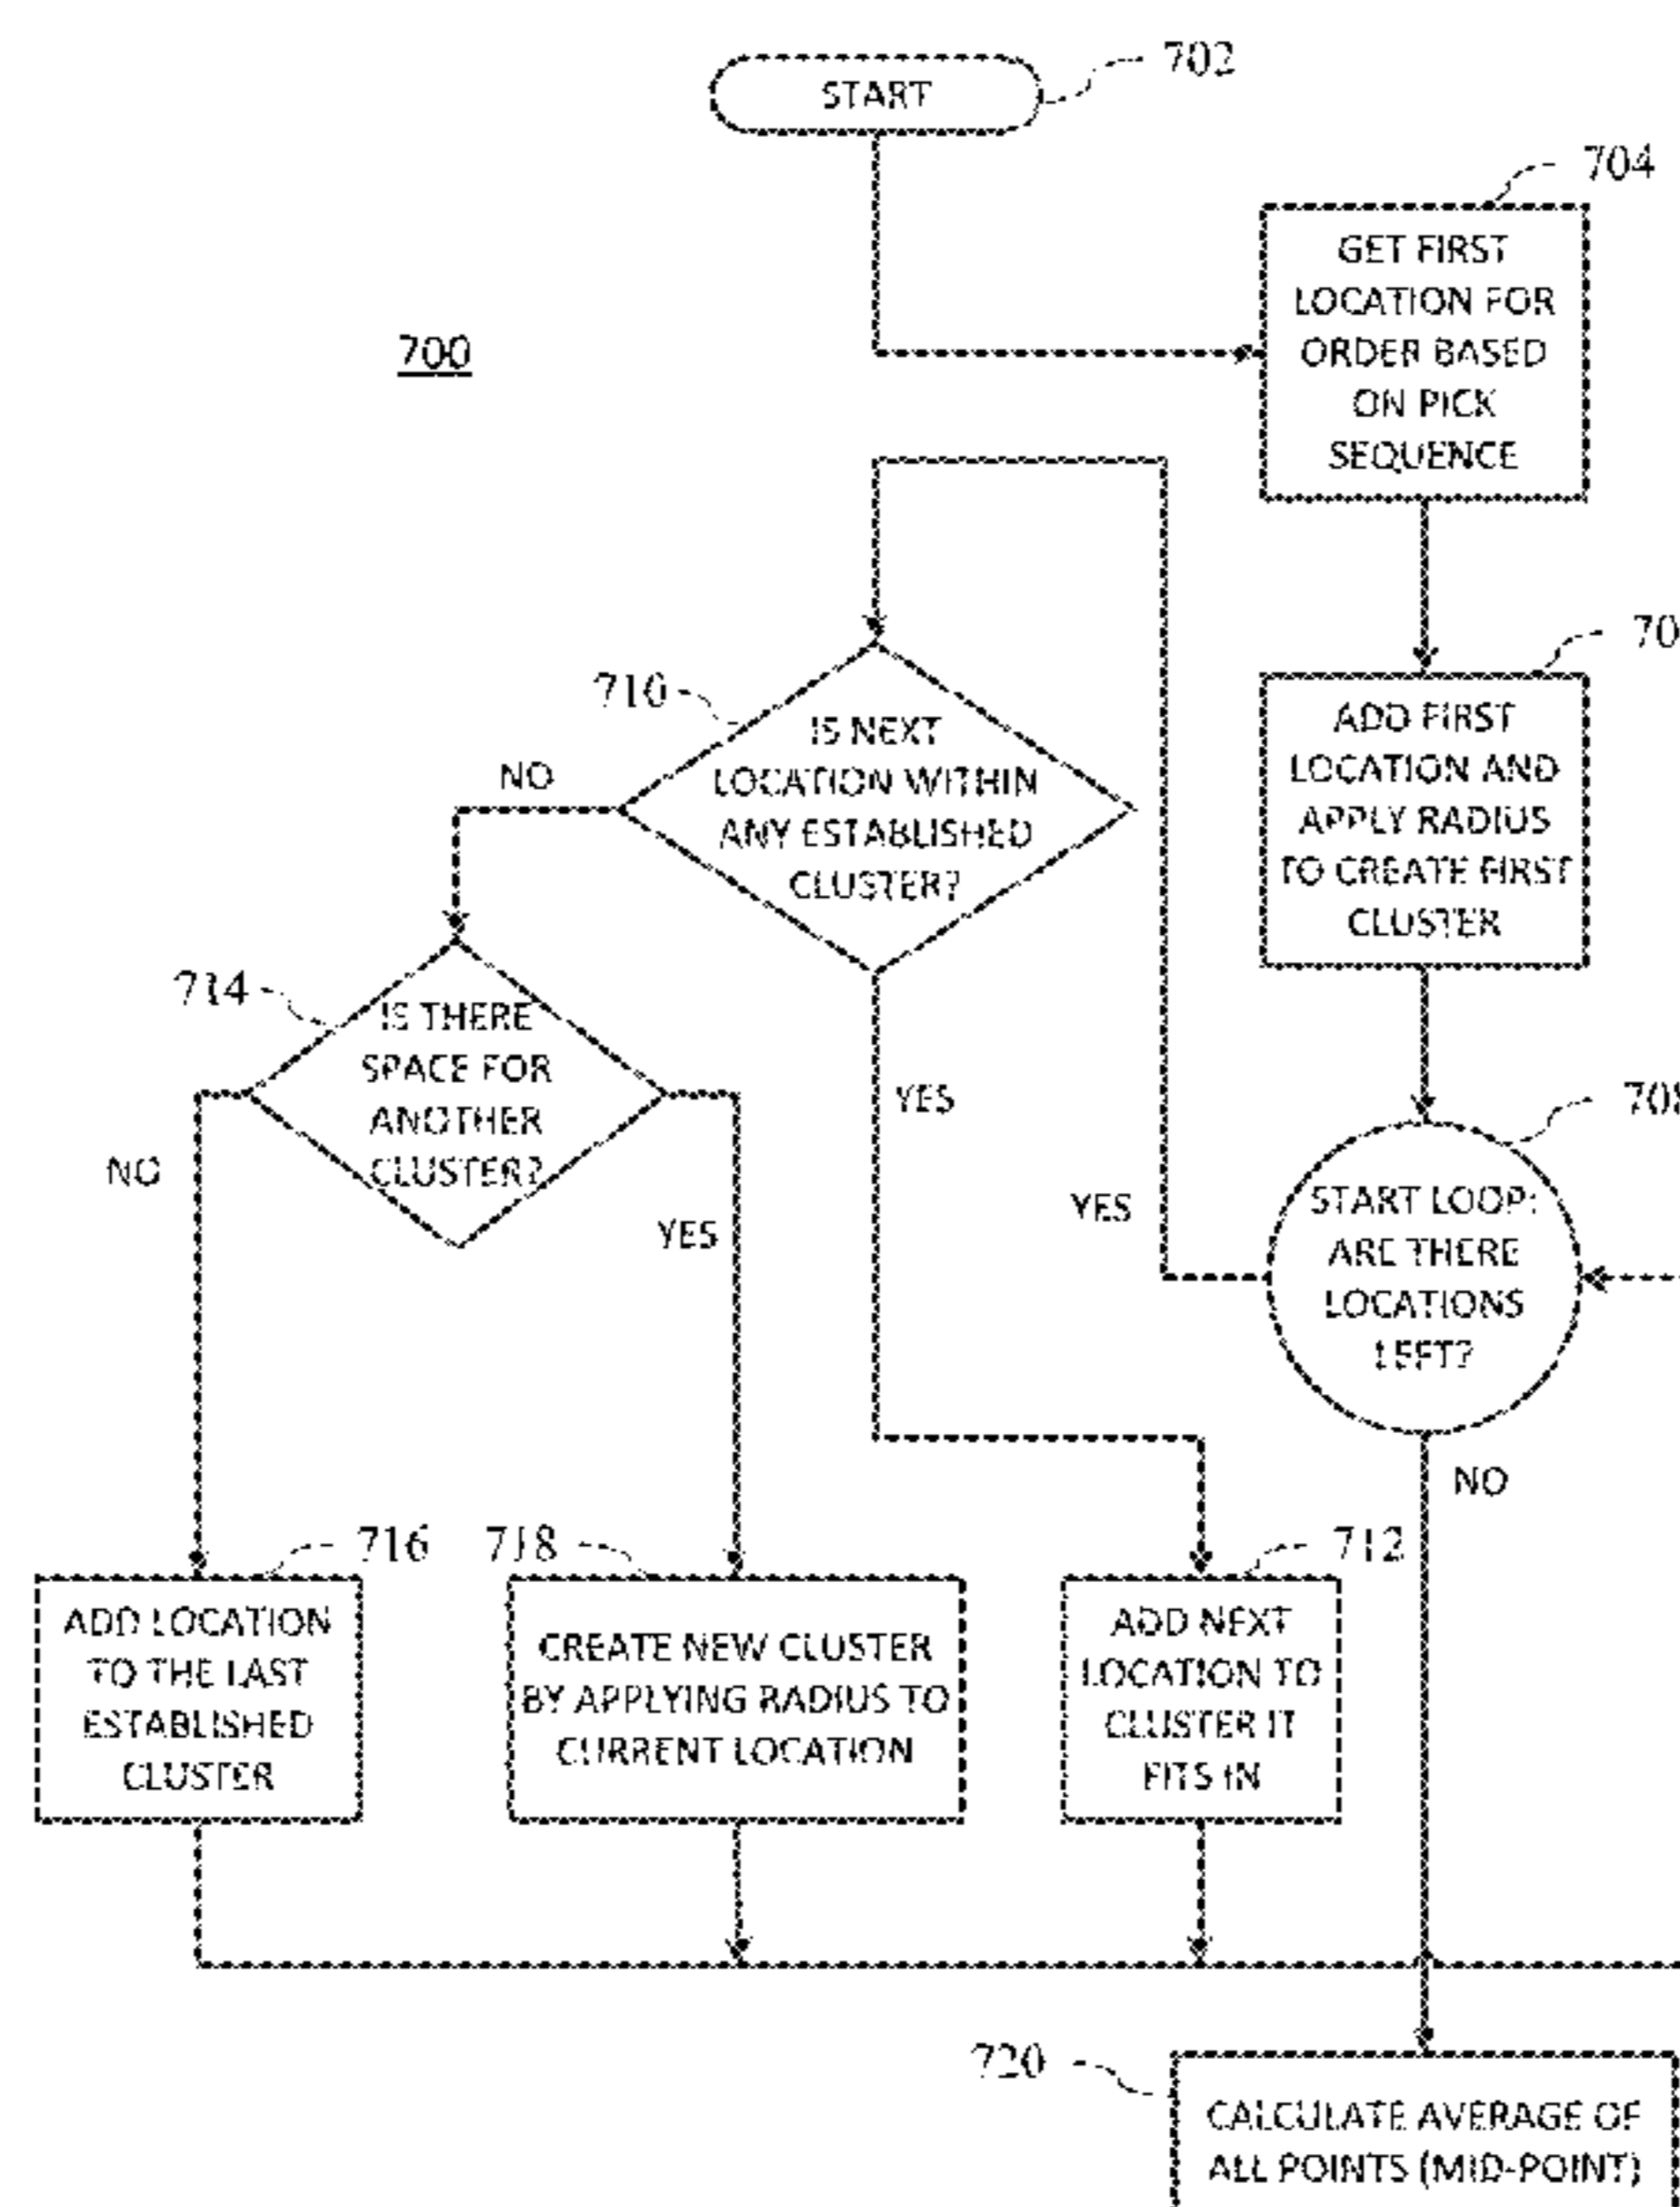 START
702
704
GET FIRST
LOCATION FOR
ORDER BASED
ON PICK
SEQUENCE
700
70
ADD FIRST
LOCATION AND
APPLY RADIUS
TO CREATE FIRST
CLUSTER
710
IS NEXT
LOCATION WITHIN
ANY ESTABLISHED
CLUSTER?
NO
714
IS THERE
SPACE FOR
ANOTHER
CLUSTER?
NO
YES
YES
YES
708
START LOOP:
ARE THERE
LOCATIONS
LEFT?
NO
716
ADD LOCATION
TO THE LAST
ESTABLISHED
CLUSTER
718
CREATE NEW CLUSTER
BY APPLYING RADIUS TO
CURRENT LOCATION
712
ADD NEXT
LOCATION TO
CLUSTER IT
FITS IN
720
CALCULATE AVERAGE OF
ALL POINTS (MID-POINT)